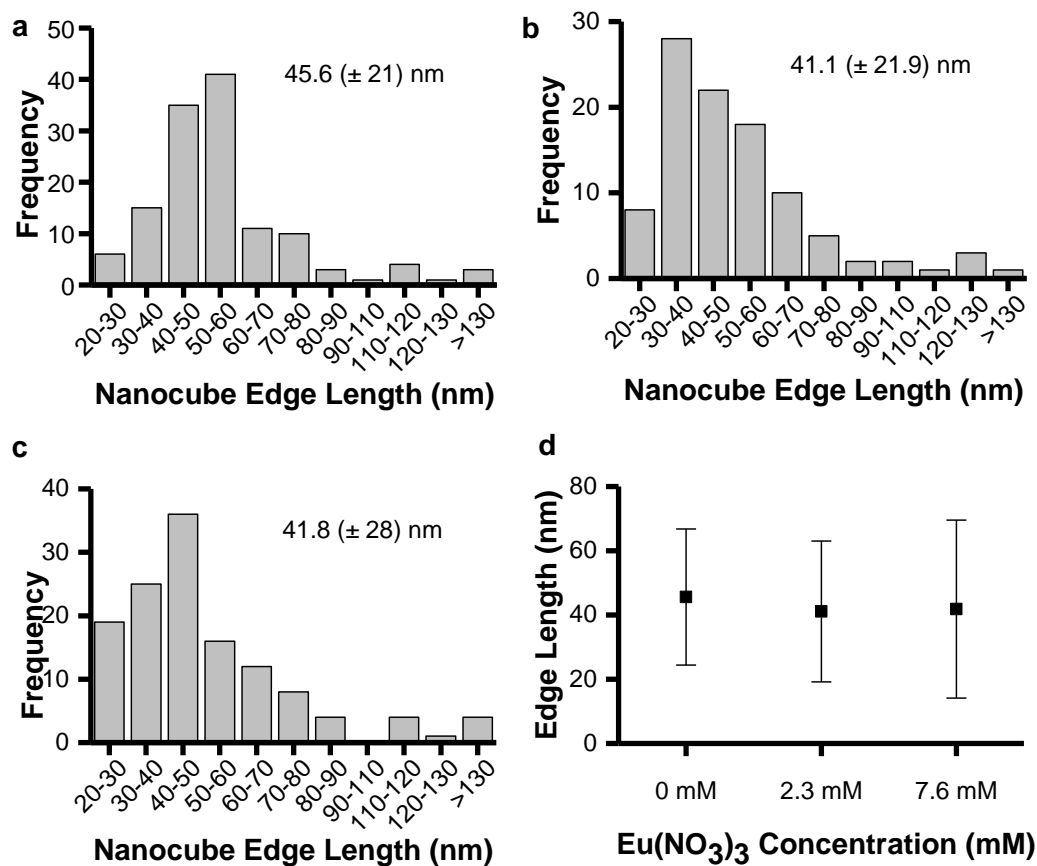 a
50
40
30
20
10
0
Frequency
45.6 (± 21) nm
20-30
30-40
40-50
50-60
60-70
70-80
80-90
90-110
110-120
120-130
>130
Nanocube Edge Length (nm)
b
30
20
10
0
Frequency
41.1 (± 21.9) nm
20-30
30-40
40-50
50-60
60-70
70-80
80-90
90-110
110-120
120-130
>130
Nanocube Edge Length (nm)
c
40
30
20
10
0
Frequency
41.8 (± 28) nm
20-30
30-40
40-50
50-60
60-70
70-80
80-90
90-110
110-120
120-130
>130
Nanocube Edge Length (nm)
d
80
60
40
20
0
Edge Length (nm)
0 mM
2.3 mM
7.6 mM
Eu(NO3)3 Concentration (mM)